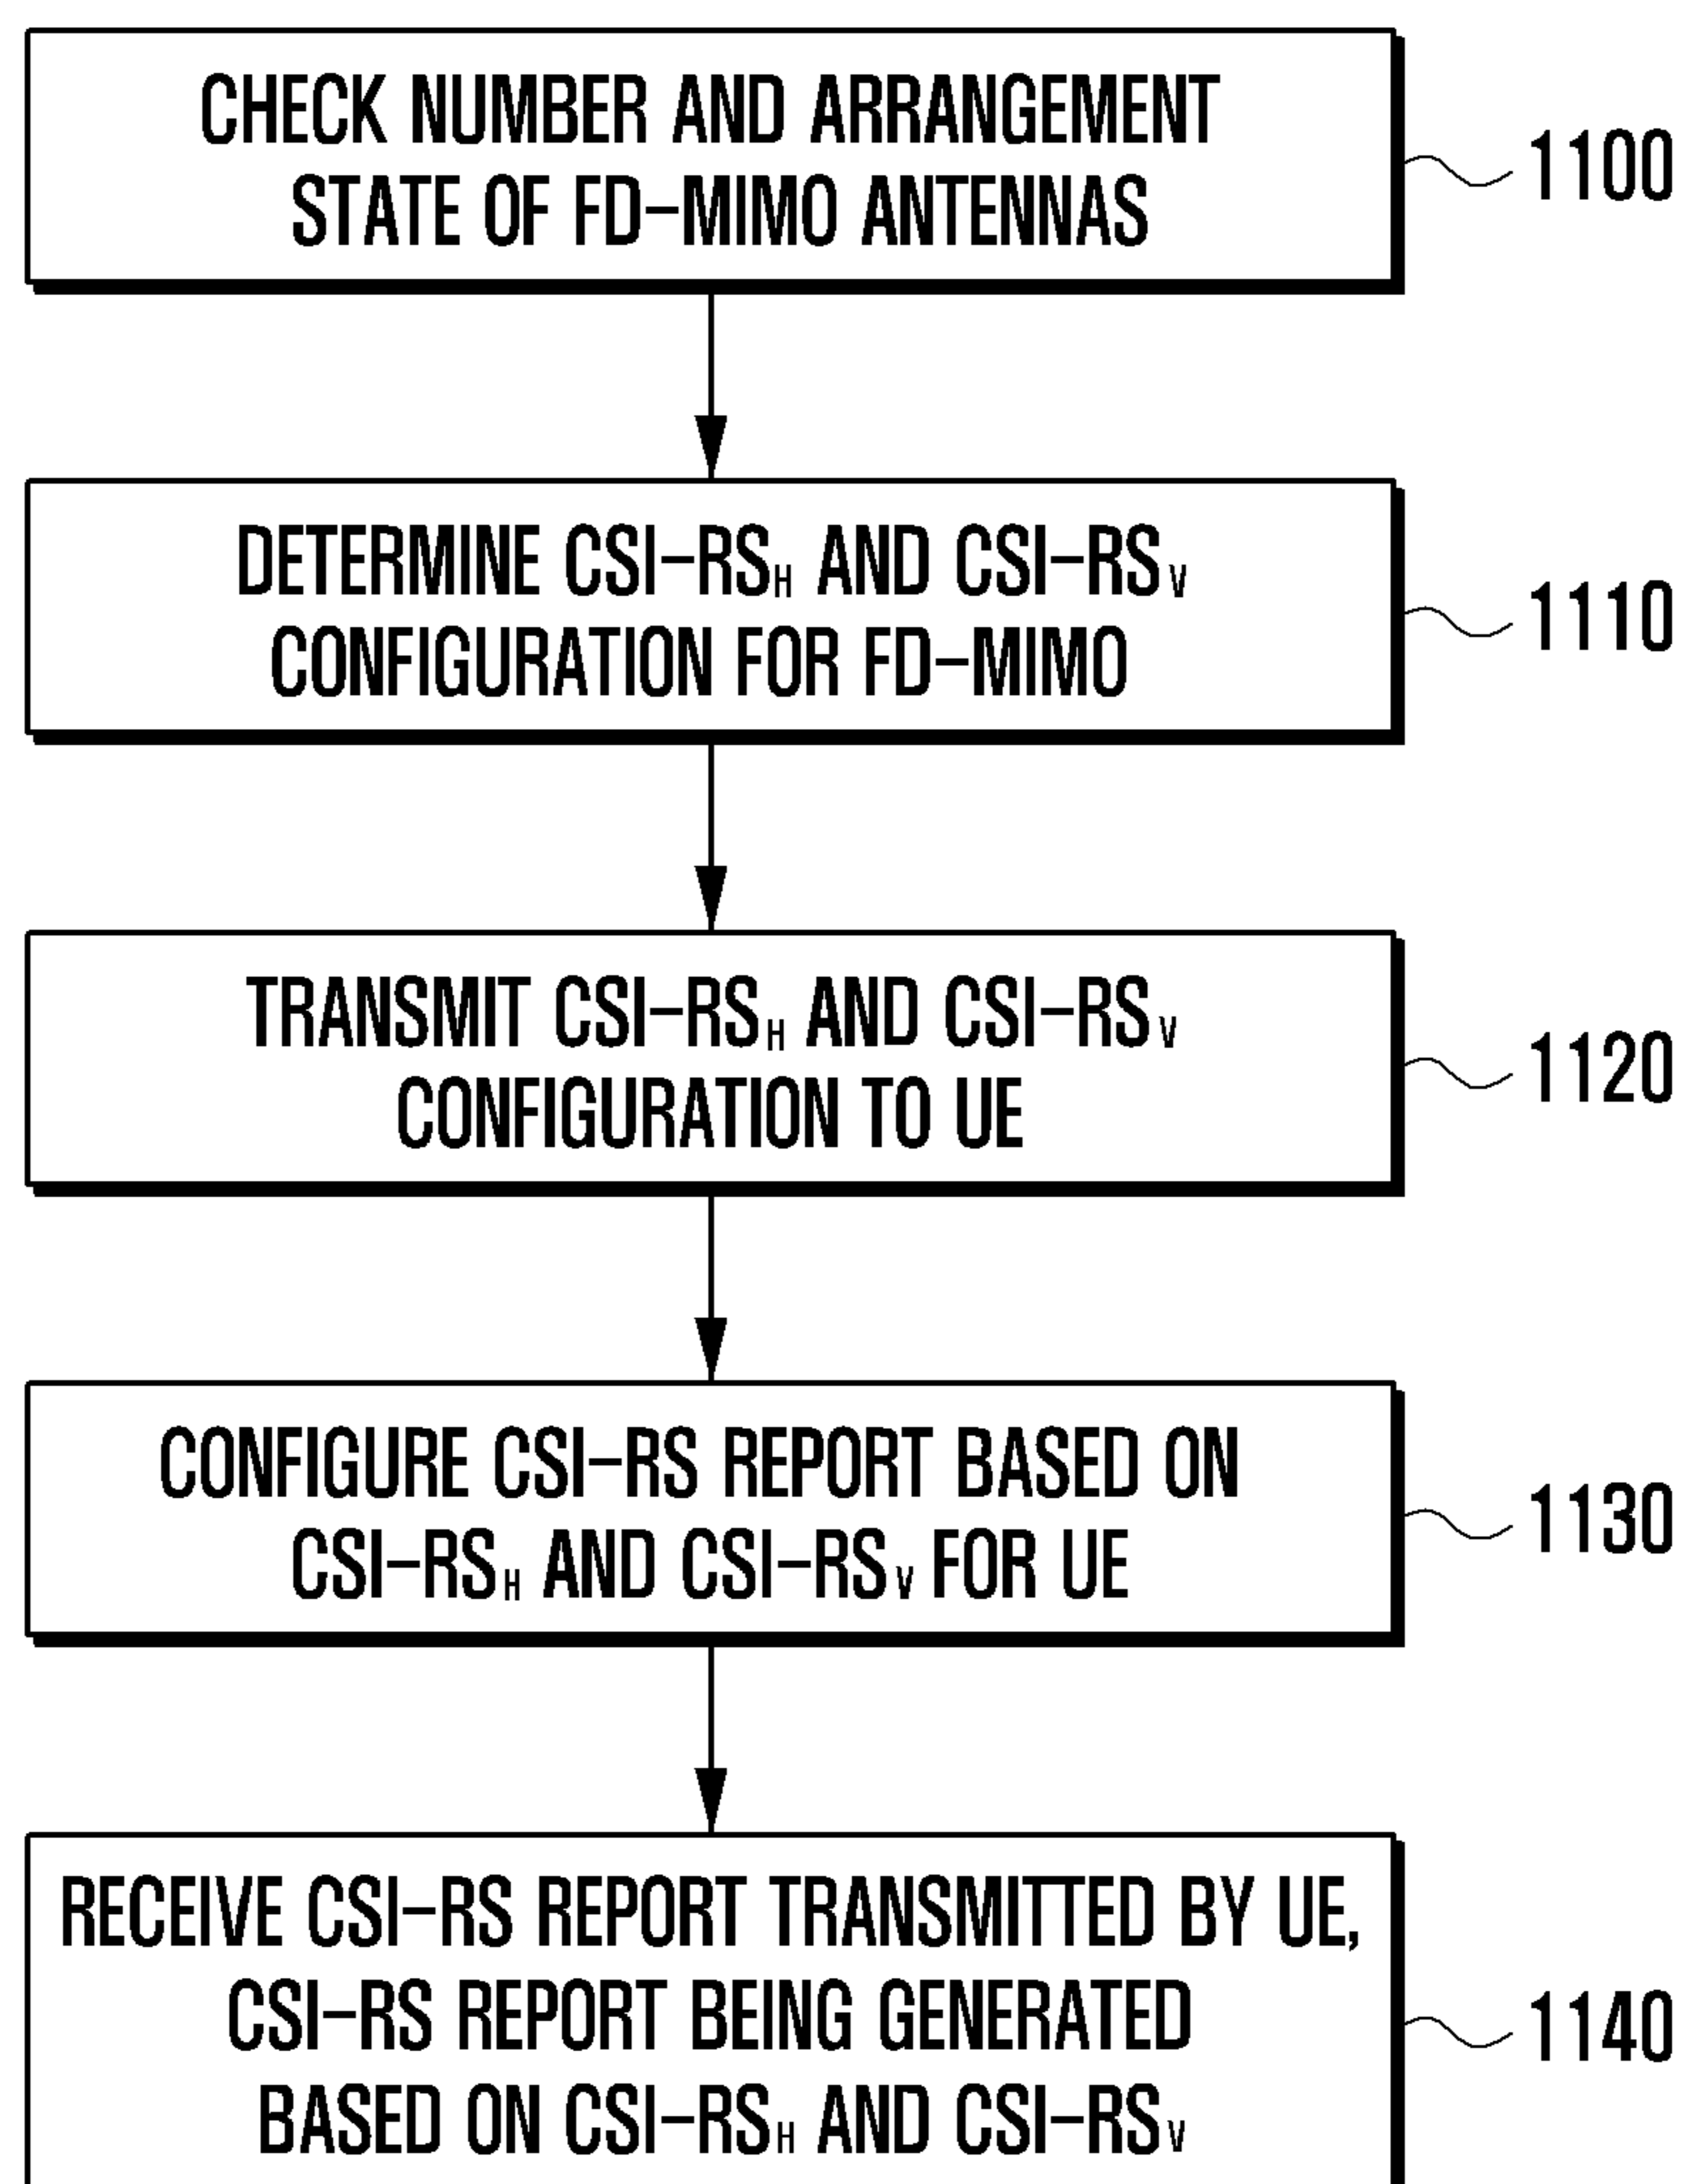 CHECK NUMBER AND ARRANGEMENT
STATE OF FD-MIMO ANTENNAS
1100
DETERMINE CSI-RSH AND CSI-RSV
CONFIGURATION FOR FD-MIMO
1110
TRANSMIT CSI-RSH AND CSI-RSV
CONFIGURATION TO UE
1120
CONFIGURE CSI-RS REPORT BASED ON
CSI-RSH AND CSI-RSV FOR UE
1130
RECEIVE CSI-RS REPORT TRANSMITTED BY UE,
CSI-RS REPORT BEING GENERATED
BASED ON CSI-RSH AND CSI-RSV
1140